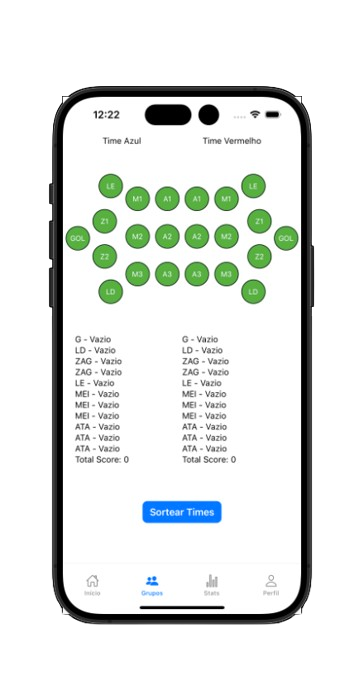 12:22
Time Azul Time Vermelho
LE LE
M1 A1 A1 M1
Z1 Z1
GOL M2 A2 A2 M2 GOL
Z2 Z2
M3 A3 A3 M3
LD LD
G - Vazio G - Vazio
LD - Vazio LD - Vazio
ZAG - Vazio ZAG - Vazio
ZAG - Vazio ZAG - Vazio
LE - Vazio LE - Vazio
MEI - Vazio MEI - Vazio
MEI - Vazio MEI - Vazio
MEI - Vazio MEI - Vazio
ATA - Vazio ATA - Vazio
ATA - Vazio ATA - Vazio
ATA - Vazio ATA - Vazio
Total Score: 0 Total Score: 0
Sortear Times
Início Grupos Stats Perfil